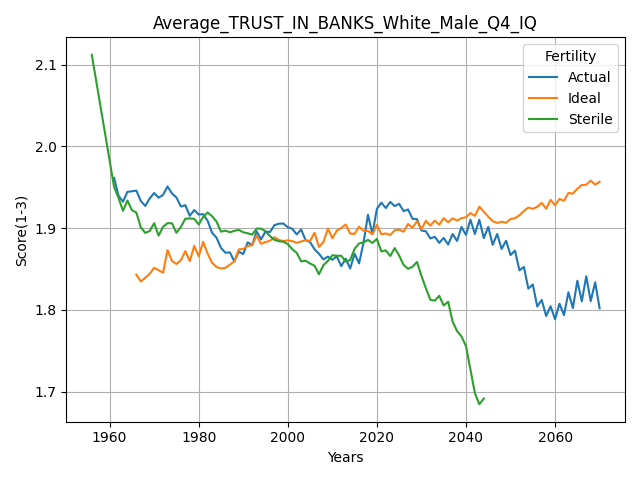 Average_TRUST_IN_BANKS_White_Male_Q4_IQ
Fertility
Actual
Ideal
Sterile
Score(1-3)
2.1
2.0
1.9
1.8
1.7
1960 1980 2000 2020 2040 2060
Years